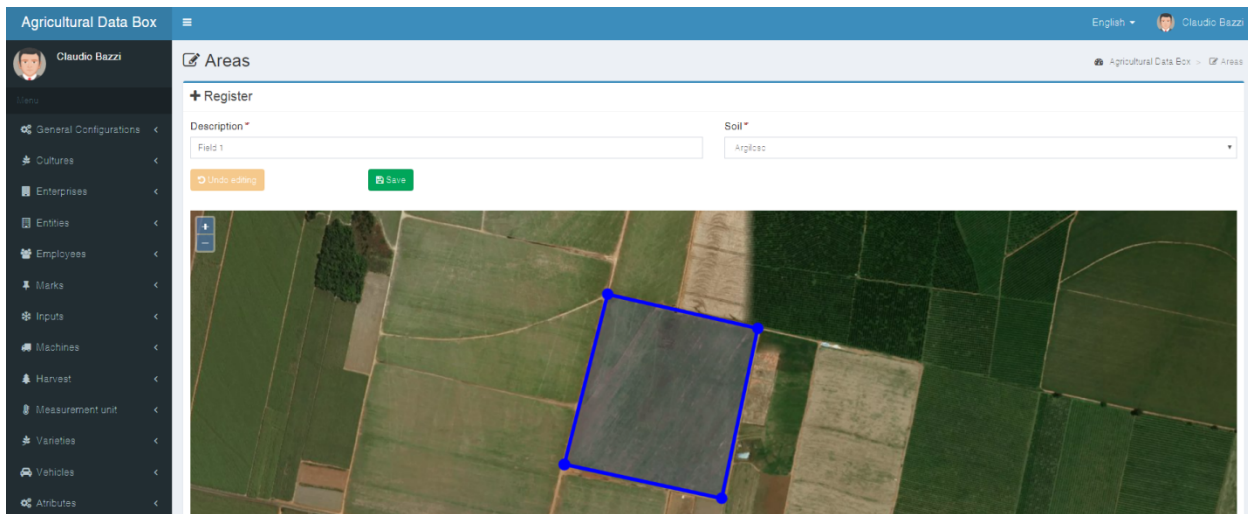 Agricultural Data Box
English
Claudio Bazzi
Claudio Bazzi
Menu
General Configurations
Cultures
Enterprises
Entities
Employees
Marks
Inputs
Machines
Harvest
Measurement unit
Varieties
Vehicles
Atributes
Areas
Agricultural Data Box > Areas
+ Register
Description *
Soil *
Field 1
Argiloso
Undo editing
Save
+
−